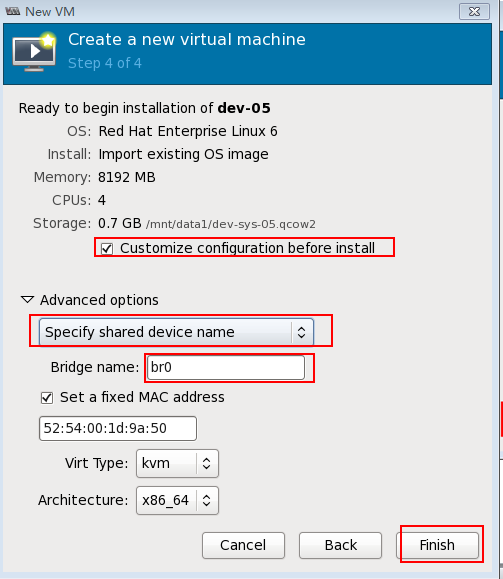 New VM
Create a new virtual machine
Step 4 of 4
Ready to begin installation of dev-05
OS: Red Hat Enterprise Linux 6
Install: Import existing OS image
Memory: 8192 MB
CPUs: 4
Storage: 0.7 GB /mnt/data1/dev-sys-05.qcow2
Customize configuration before install
Advanced options
Specify shared device name
Bridge name: br0
Set a fixed MAC address
52:54:00:1d:9a:50
Virt Type: kvm
Architecture: x86_64
Cancel Back Finish